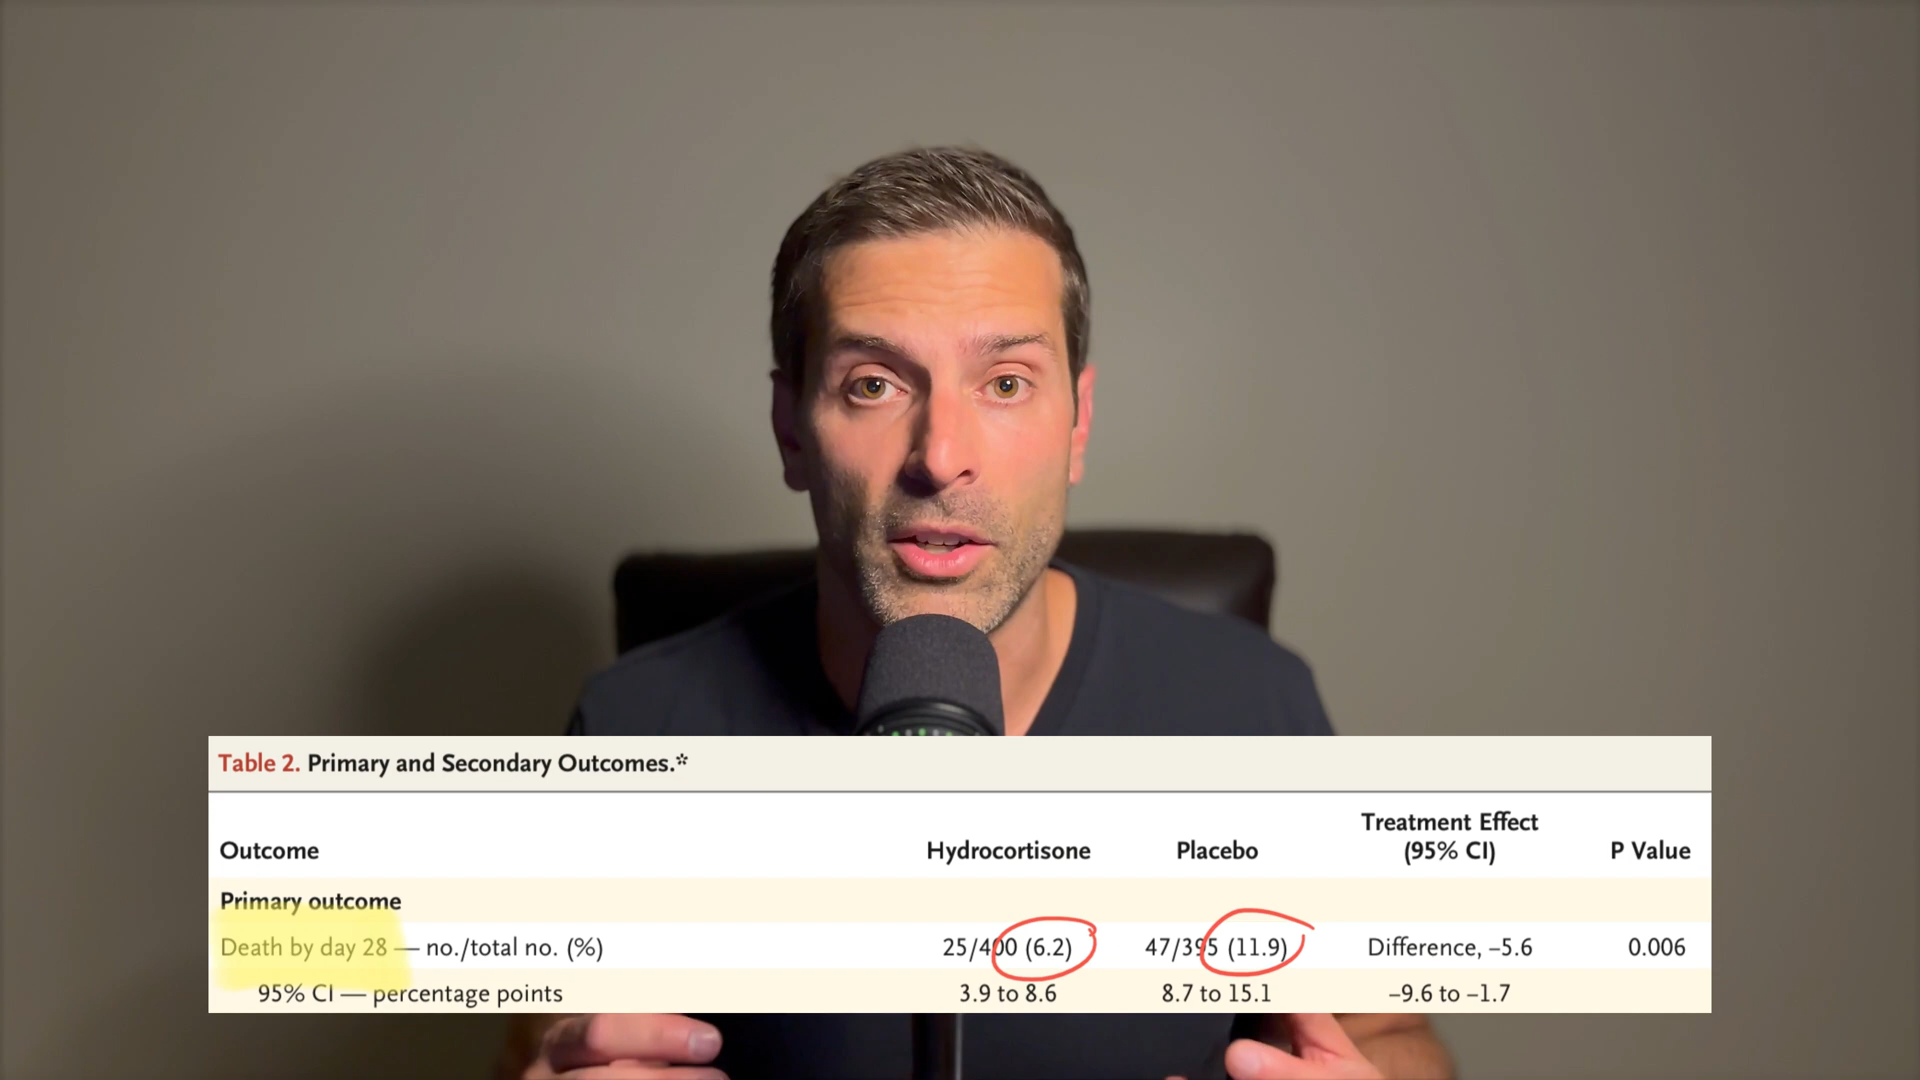 Table 2. Primary and Secondary Outcomes.*
Outcome Hydrocortisone Placebo Treatment Effect (95% CI) P Value
Primary outcome
Death by day 28 — no./total no. (%) 25/400 (6.2) 47/395 (11.9) Difference, –5.6 0.006
95% CI — percentage points 3.9 to 8.6 8.7 to 15.1 –9.6 to –1.7